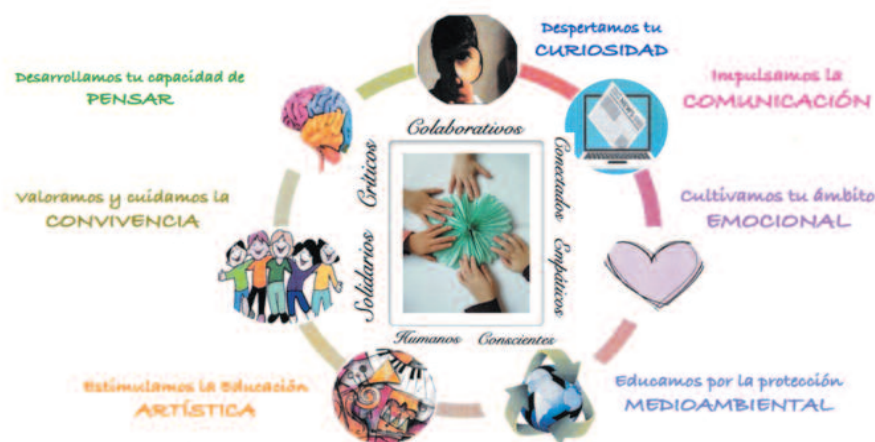 Despertamos tu
CURIOSIDAD
Desarrollamos tu capacidad de
PENSAR
Impulsamos la
COMUNICACIÓN
Colaborativos
Críticos
Conectados
Valoramos y cuidamos la
CONVIVENCIA
Cultivamos tu ámbito
EMOCIONAL
Solidarios
Empáticos
Humanos
Conscientes
Estimulamos la Educación
ARTÍSTICA
Educamos por la protección
MEDIOAMBIENTAL